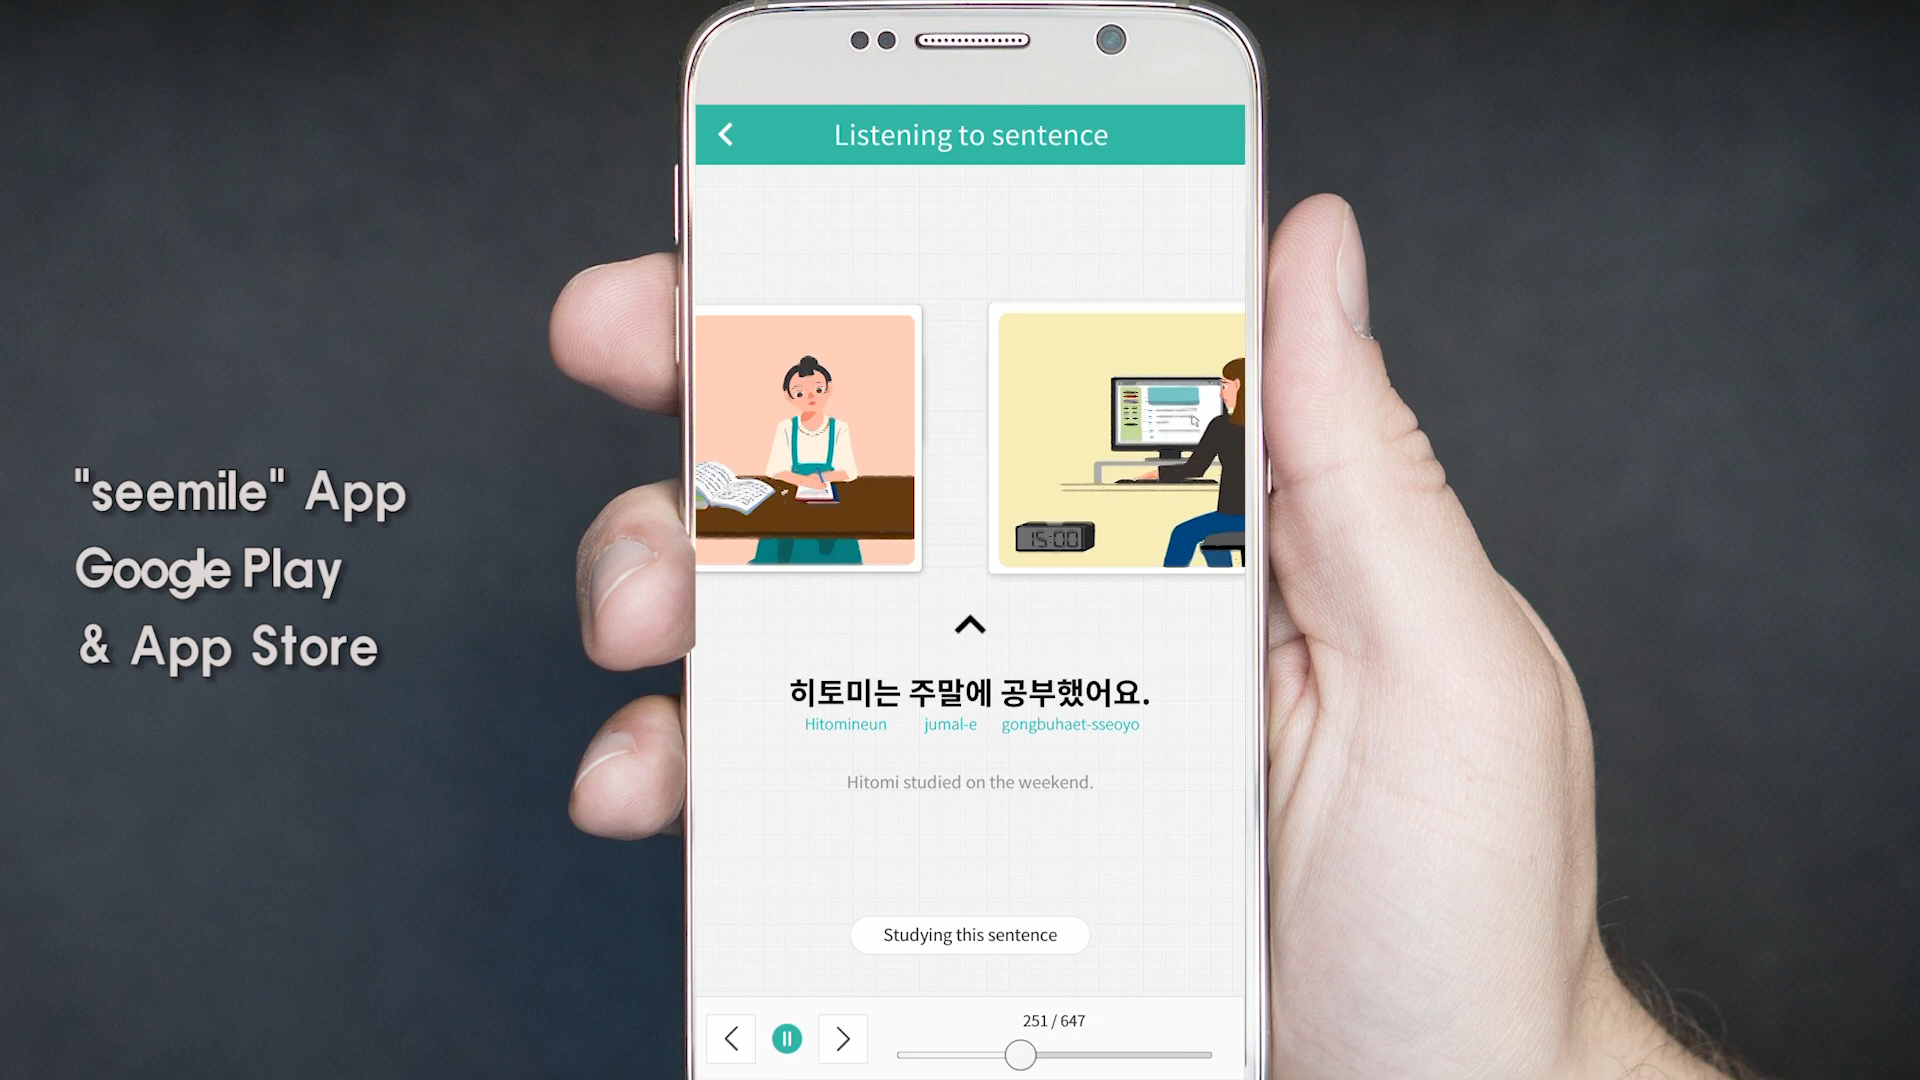 "seemile" App
Google Play
& App Store
Listening to sentence
15:00
히토미는 주말에 공부했어요.
Hitomineun jumal-e gongbuhaet-sseoyo
Hitomi studied on the weekend.
Studying this sentence
251 / 647